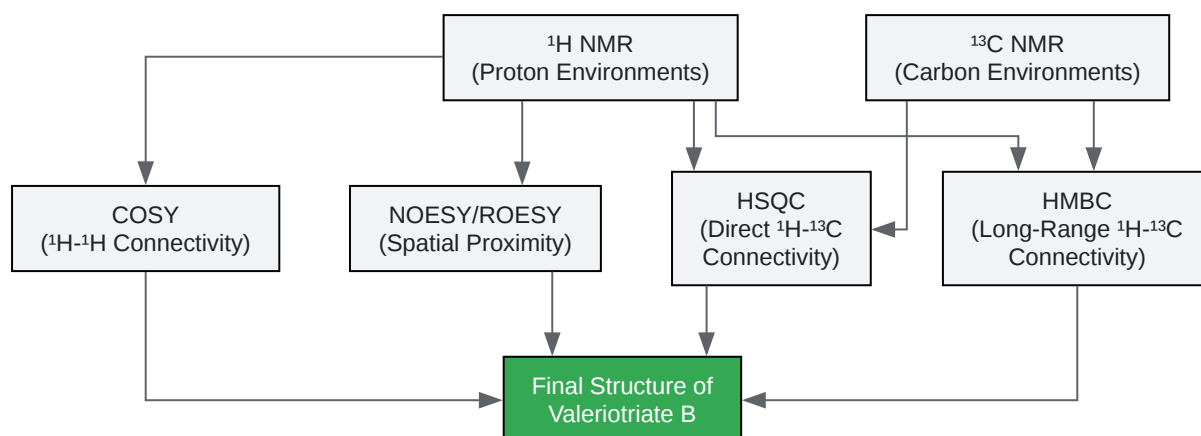 ¹H NMR
(Proton Environments)
¹³C NMR
(Carbon Environments)
COSY
(¹H-¹H Connectivity)
NOESY/ROESY
(Spatial Proximity)
HSQC
(Direct ¹H-¹³C
Connectivity)
HMBC
(Long-Range ¹H-¹³C
Connectivity)
Final Structure of
Valeriotriate B